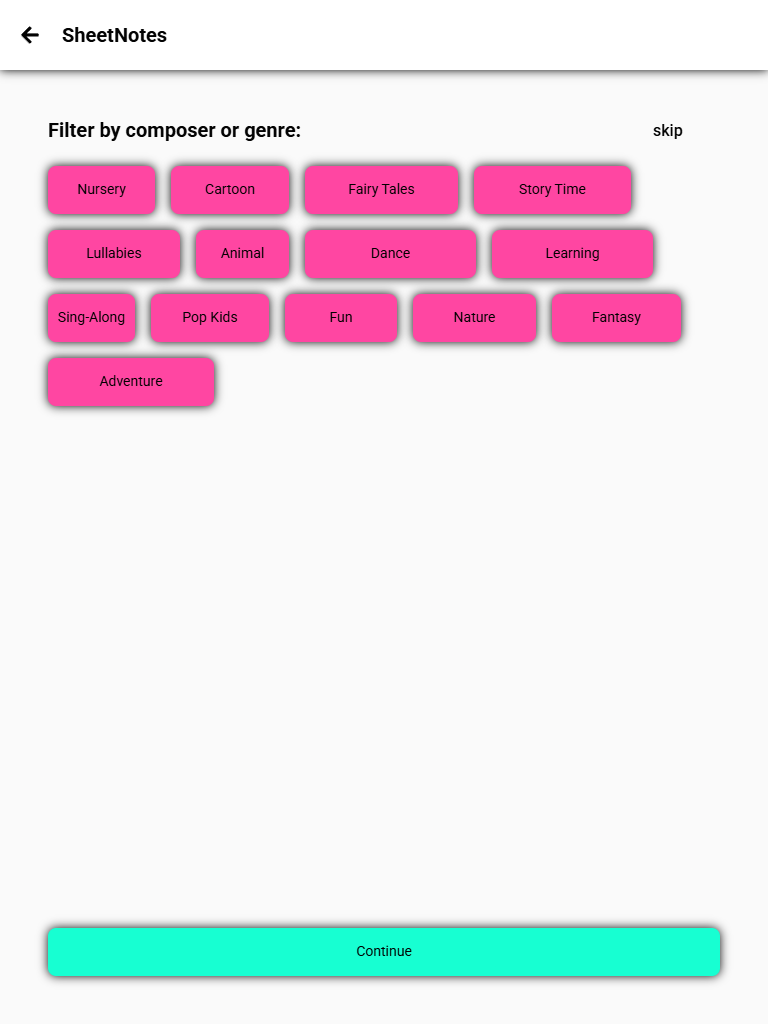 SheetNotes
Filter by composer or genre: skip
Nursery Cartoon Fairy Tales Story Time
Lullabies Animal Dance Learning
Sing-Along Pop Kids Fun Nature Fantasy
Adventure
Continue